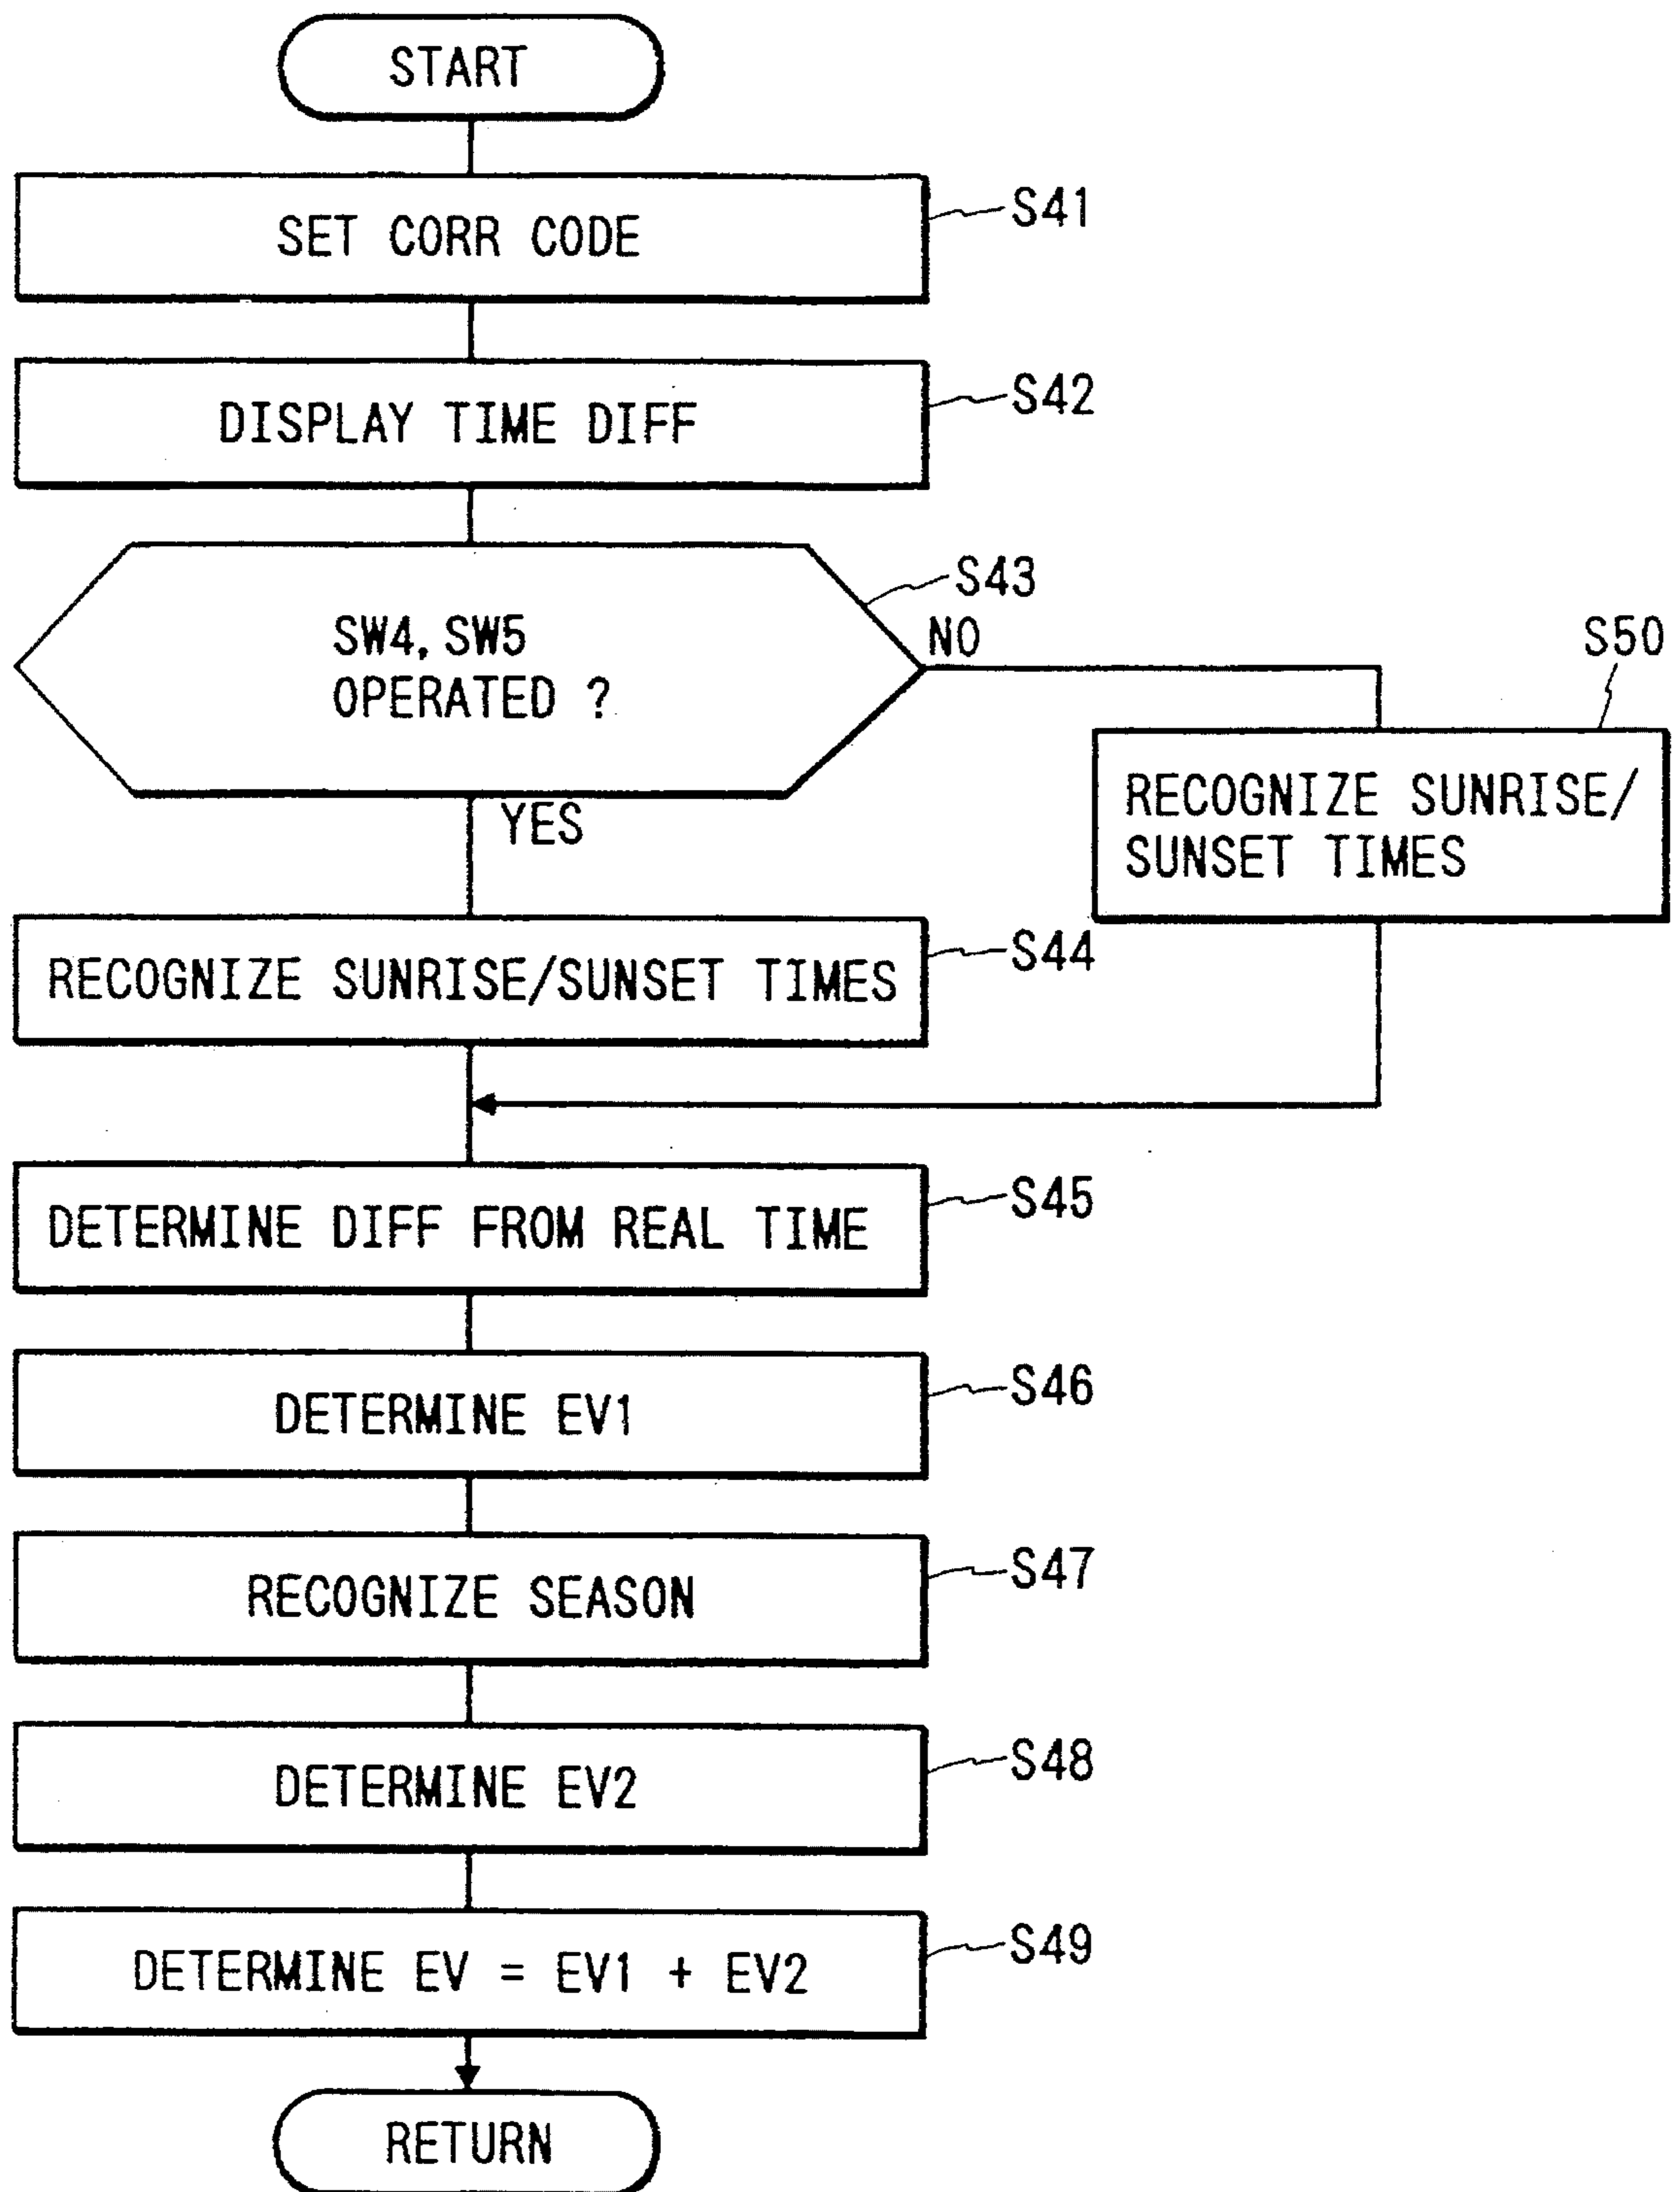 START
SET CORR CODE
S41
DISPLAY TIME DIFF
S42
SW4, SW5
OPERATED ?
S43
NO
YES
S50
RECOGNIZE SUNRISE/
SUNSET TIMES
RECOGNIZE SUNRISE/SUNSET TIMES
S44
DETERMINE DIFF FROM REAL TIME
S45
DETERMINE EV1
S46
RECOGNIZE SEASON
S47
DETERMINE EV2
S48
DETERMINE EV = EV1 + EV2
S49
RETURN